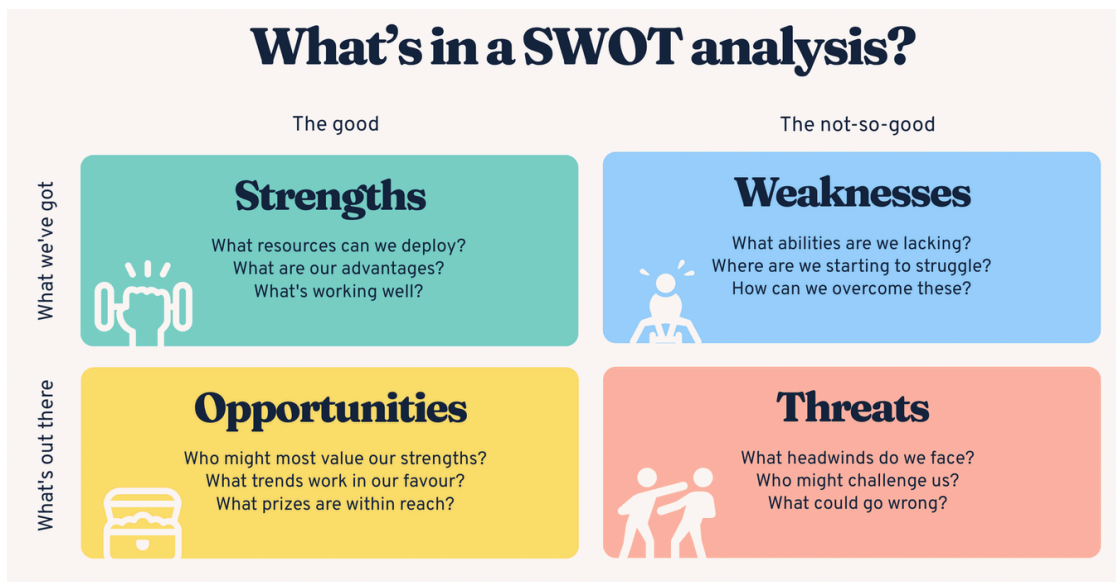 What’s in a SWOT analysis?
The good
The not-so-good
What we've got
Strengths
What resources can we deploy?
What are our advantages?
What's working well?
Weaknesses
What abilities are we lacking?
Where are we starting to struggle?
How can we overcome these?
What's out there
Opportunities
Who might most value our strengths?
What trends work in our favour?
What prizes are within reach?
Threats
What headwinds do we face?
Who might challenge us?
What could go wrong?